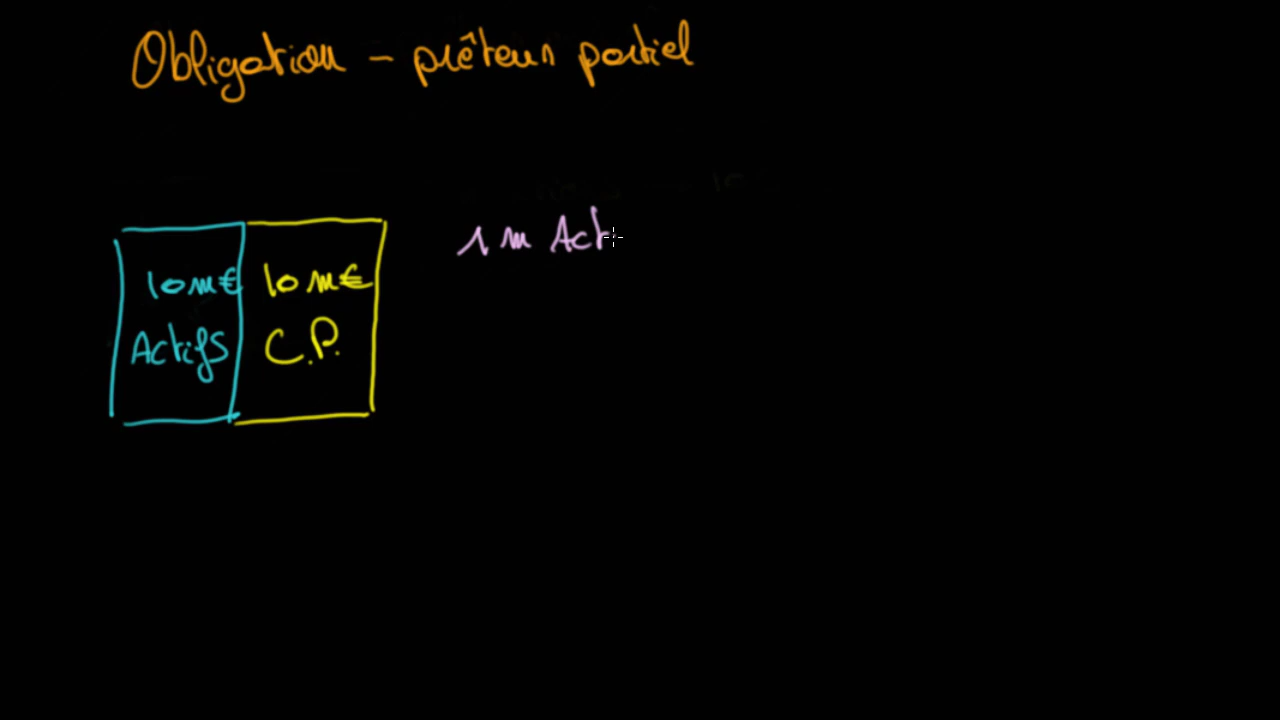 Obligation - prêteur partiel
10 m€ 10 m€
Actifs C.P.
1 m Act